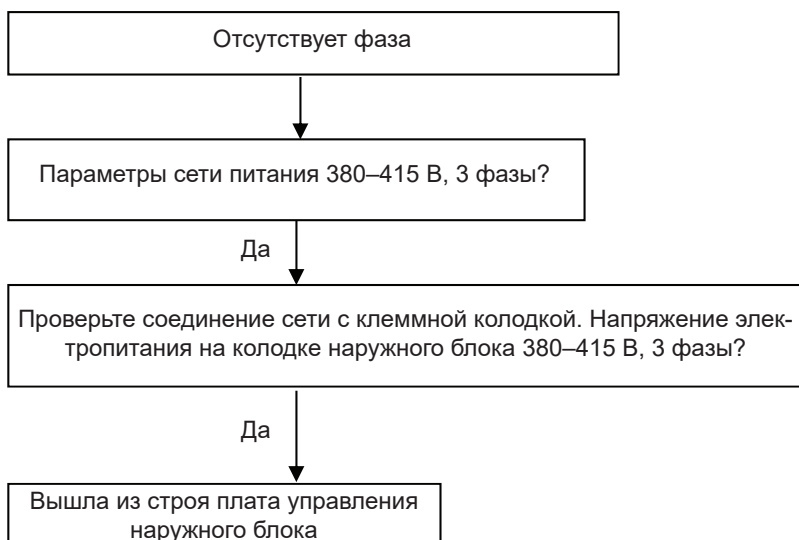 Отсутствует фаза
Параметры сети питания 380–415 В, 3 фазы?
Да
Проверьте соединение сети с клеммной колодкой. Напряжение элек-
тропитания на колодке наружного блока 380–415 В, 3 фазы?
Да
Вышла из строя плата управления
наружного блока